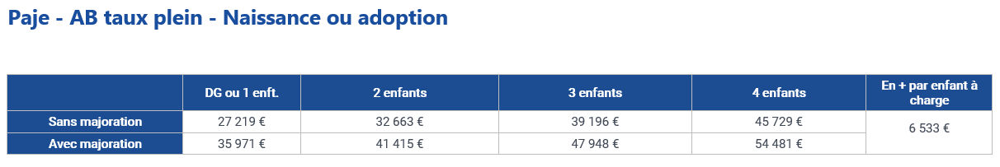 Paje - AB taux plein - Naissance ou adoption
DG ou 1 enft. 2 enfants 3 enfants 4 enfants En + par enfant à charge
Sans majoration 27 219 € 32 663 € 39 196 € 45 729 € 6 533 €
Avec majoration 35 971 € 41 415 € 47 948 € 54 481 €